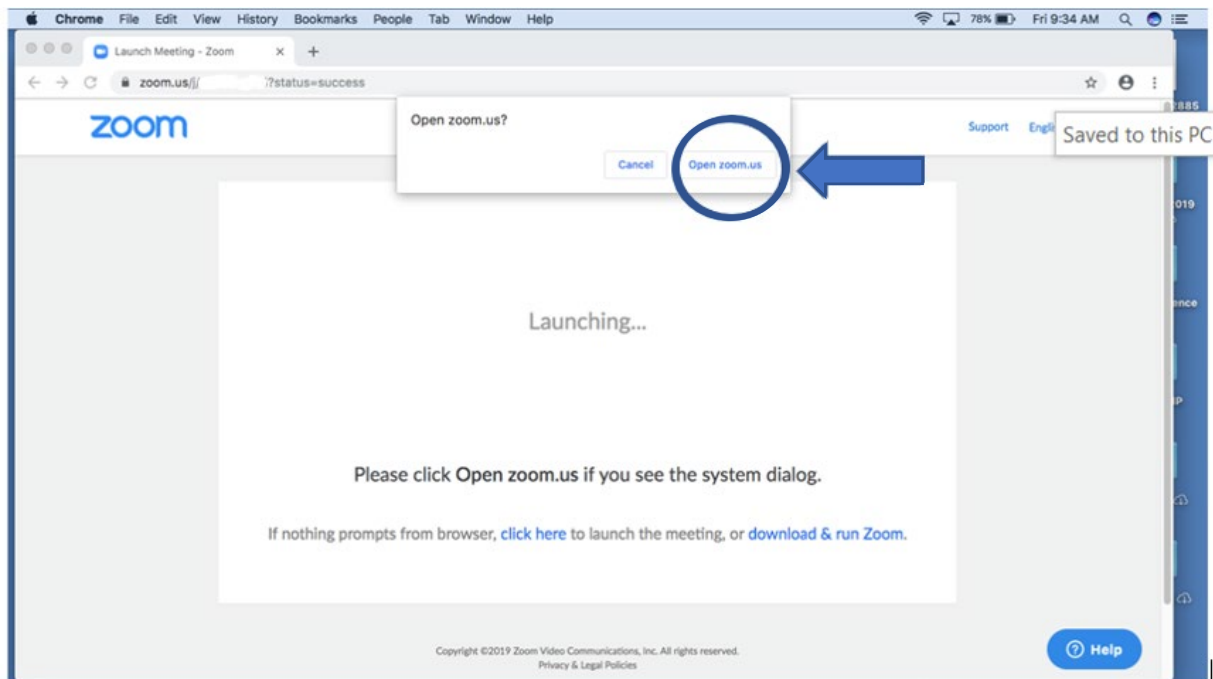 Chrome File Edit View History Bookmarks People Tab Window Help 78% Fri 9:34 AM
Launch Meeting - Zoom
zoom.us/j/ ?status=success
zoom
Open zoom.us?
Support
Saved to this PC
Cancel Open zoom.us
2885
019
ence
Launching...
Please click Open zoom.us if you see the system dialog.
If nothing prompts from browser, click here to launch the meeting, or download & run Zoom.
Copyright ©2019 Zoom Video Communications, Inc. All rights reserved.
Privacy & Legal Policies
Help